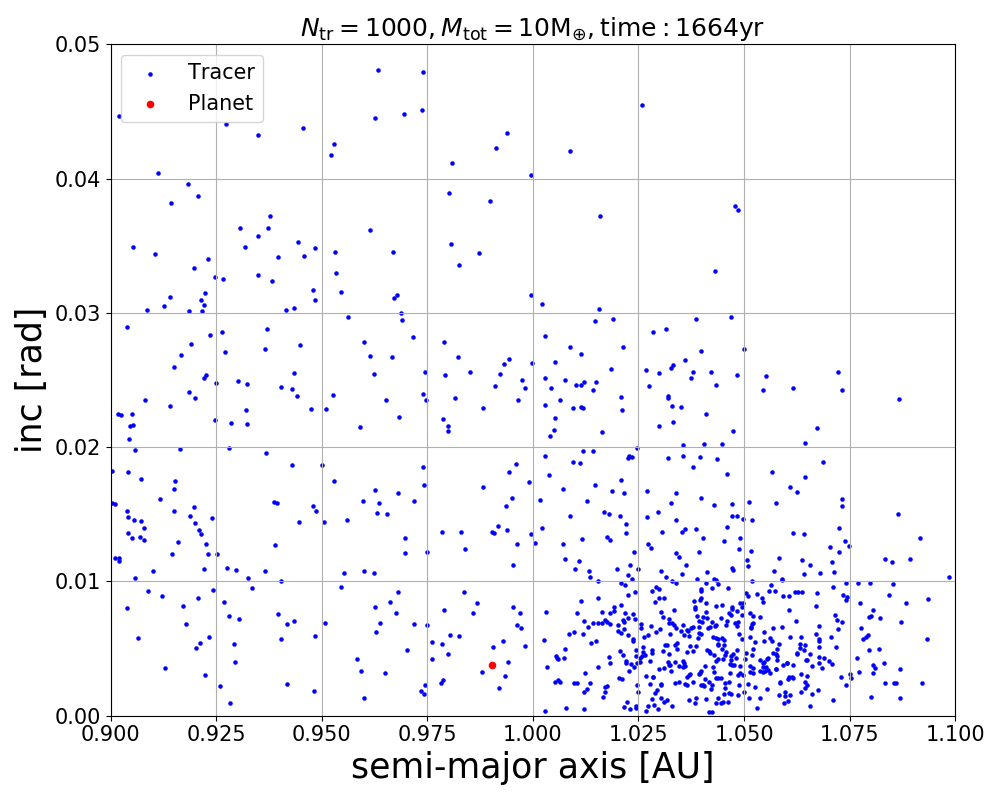 N_tr = 1000, M_tot = 10M_⊕, time : 1664yr
Tracer
Planet
0.05
0.04
0.03
0.02
0.01
0.00
inc [rad]
0.900 0.925 0.950 0.975 1.000 1.025 1.050 1.075 1.100
semi-major axis [AU]